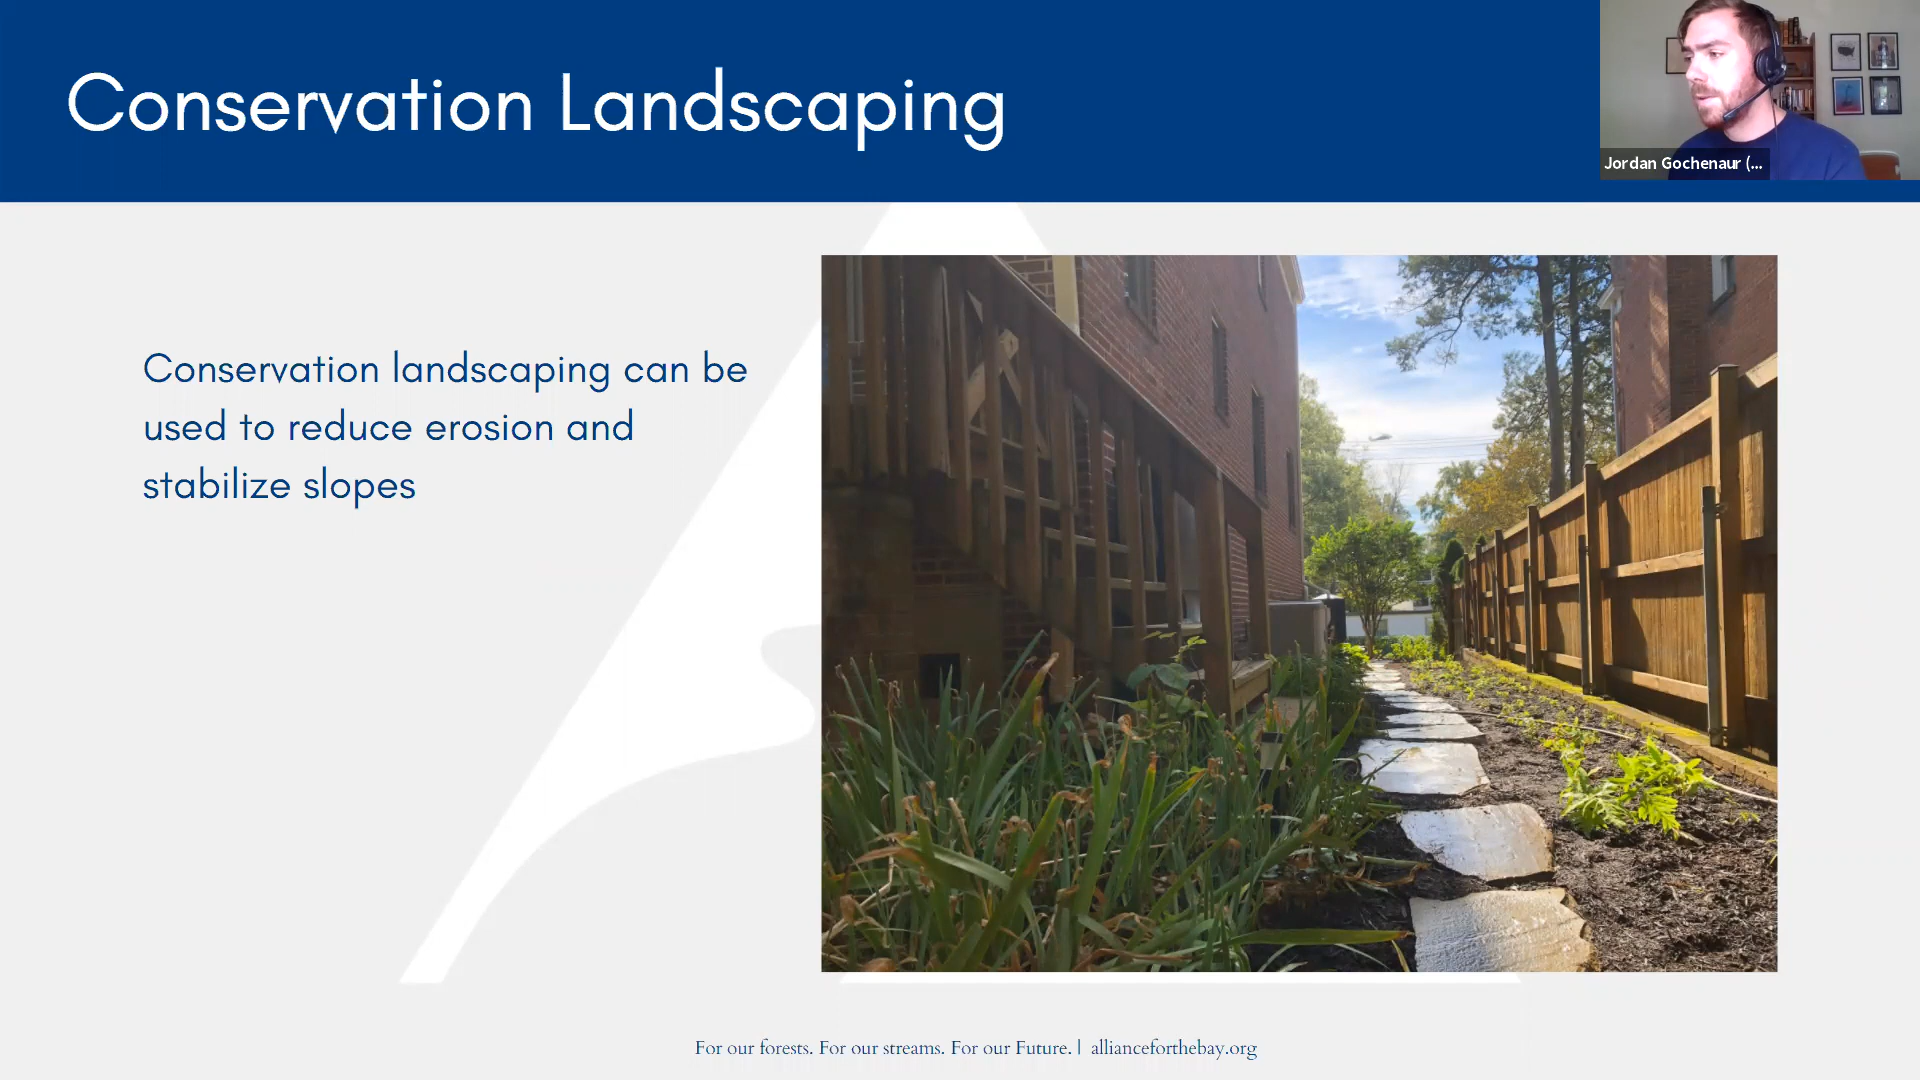 Conservation Landscaping
Jordan Gochenaur (...
Conservation landscaping can be
used to reduce erosion and
stabilize slopes
For our forests. For our streams. For our Future. | allianceforthebay.org